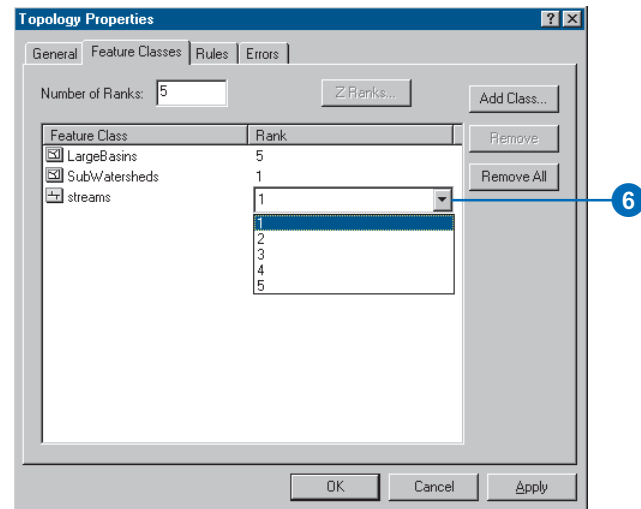 Topology Properties
General Feature Classes Rules Errors
Number of Ranks: 5 Z Ranks... Add Class...
Feature Class Rank Remove
LargeBasins 5
SubWatersheds 1 Remove All
streams 1 6
1
2
3
4
5
OK Cancel Apply